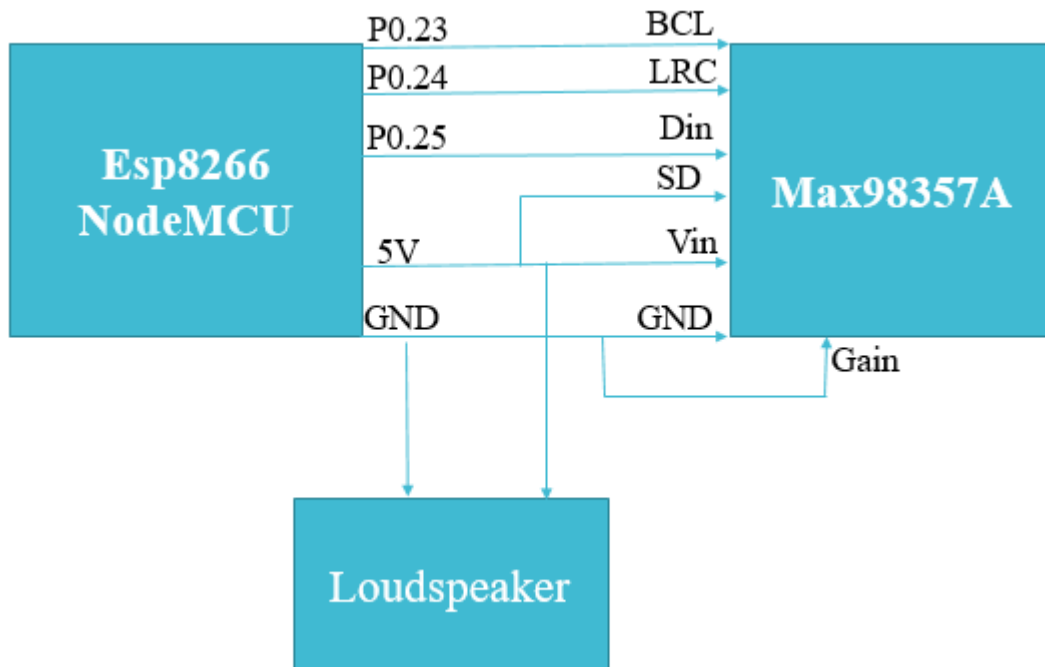 P0.23 BCL
P0.24 LRC
P0.25 Din
Esp8266
NodeMCU
SD
Max98357A
5V Vin
GND GND
Gain
Loudspeaker